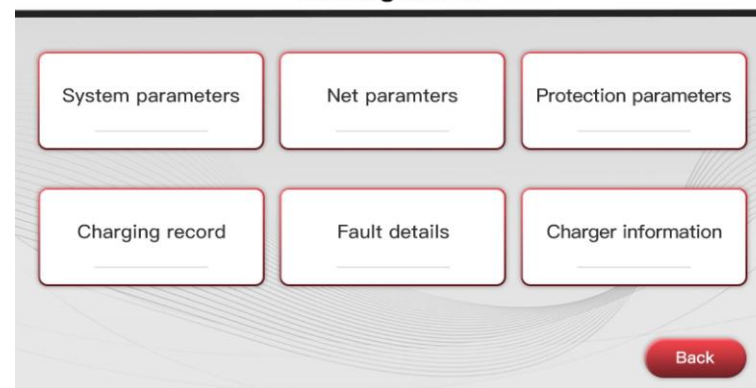 System parameters
Net paramters
Protection parameters
Charging record
Fault details
Charger information
Back